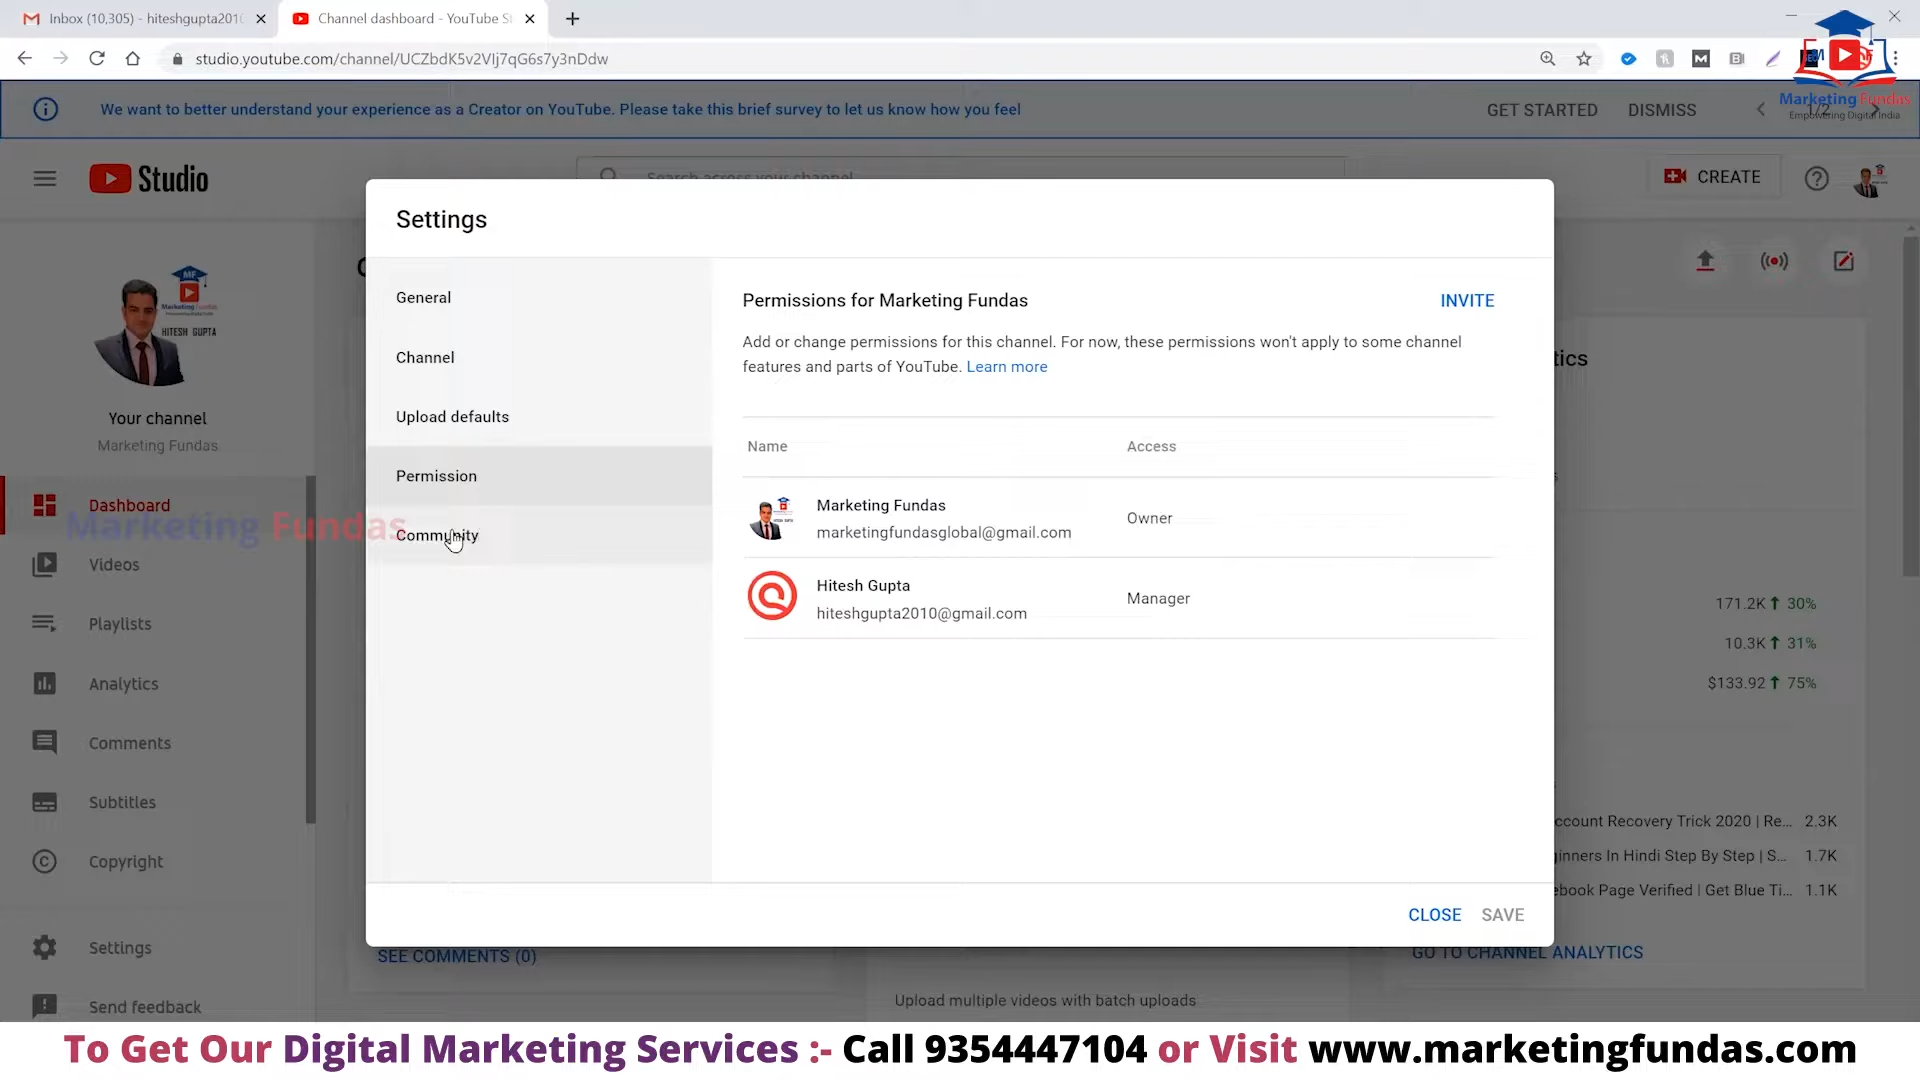 Inbox (10,305) - hiteshgupta201
Channel dashboard - YouTube S
studio.youtube.com/channel/UCZbdK5v2VIj7qG6s7y3nDdw
Marketing Fundas
Empowering Digital India
We want to better understand your experience as a Creator on YouTube. Please take this brief survey to let us know how you feel
GET STARTED
DISMISS
1/2
Studio
Search across your channel
CREATE
Settings
General
Channel
Upload defaults
Permission
Community
Permissions for Marketing Fundas
INVITE
Add or change permissions for this channel. For now, these permissions won't apply to some channel
features and parts of YouTube. Learn more
Name
Access
Marketing Fundas
marketingfundasglobal@gmail.com
Owner
Hitesh Gupta
hiteshgupta2010@gmail.com
Manager
CLOSE
SAVE
MF
HITESH GUPTA
Your channel
Marketing Fundas
Dashboard
Marketing Fundas
Videos
Playlists
Analytics
Comments
Subtitles
Copyright
Settings
Send feedback
tics
171.2K 30%
10.3K 31%
$133.92 75%
ccount Recovery Trick 2020 | Re... 2.3K
ginners In Hindi Step By Step | S... 1.7K
ebook Page Verified | Get Blue Ti... 1.1K
SEE COMMENTS (0)
GO TO CHANNEL ANALYTICS
Upload multiple videos with batch uploads
To Get Our Digital Marketing Services :- Call 9354447104 or Visit www.marketingfundas.com